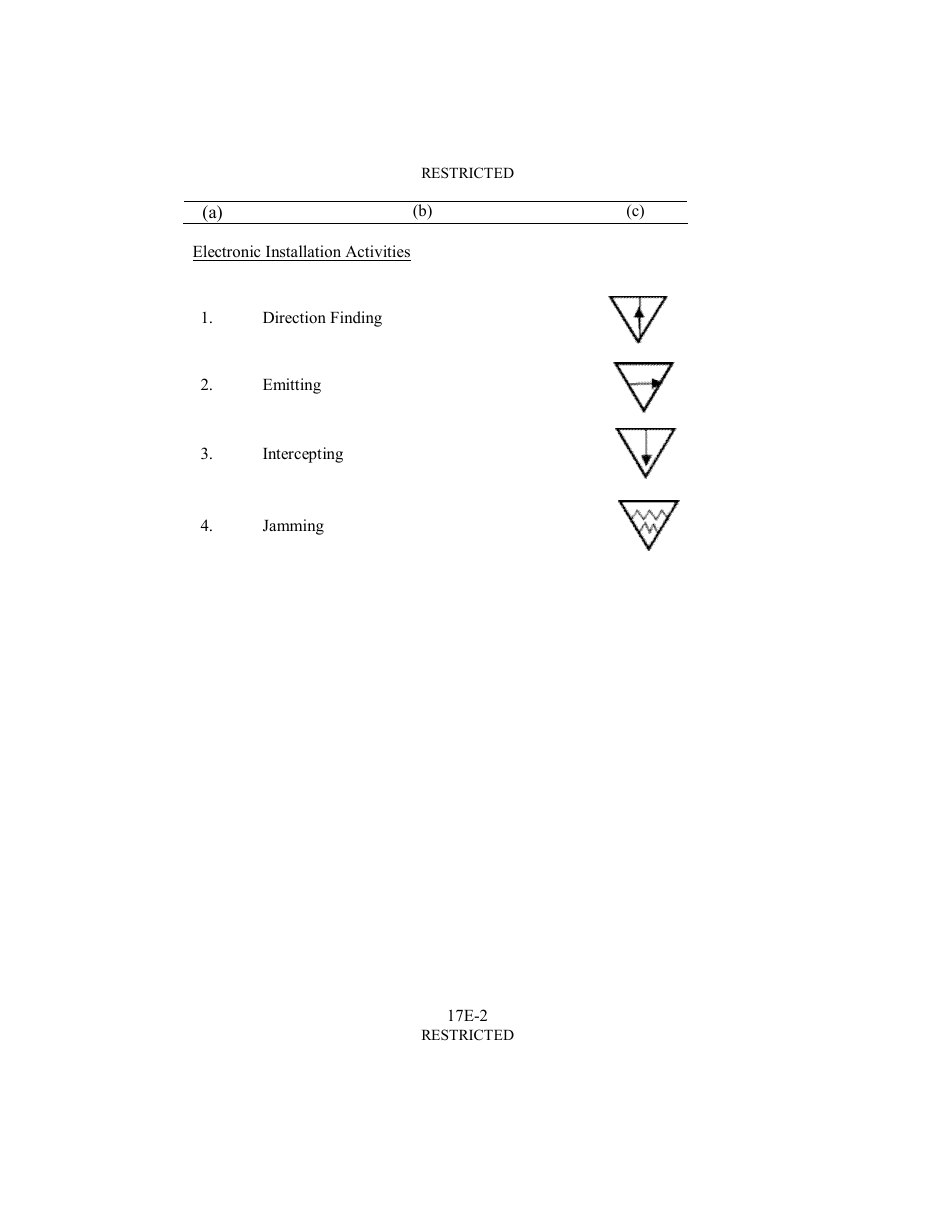 RESTRICTED
(a) (b) (c)
Electronic Installation Activities
1. Direction Finding
2. Emitting
3. Intercepting
4. Jamming
17E-2
RESTRICTED